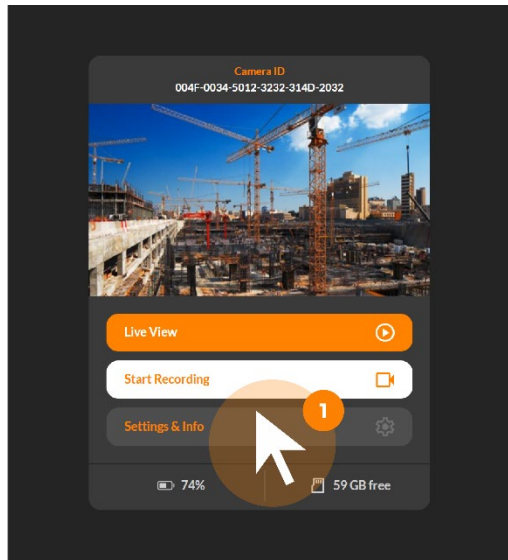 Camera ID
004F-0034-5012-3232-314D-2032
Live View
Start Recording
1
Settings & Info
74%
59 GB free